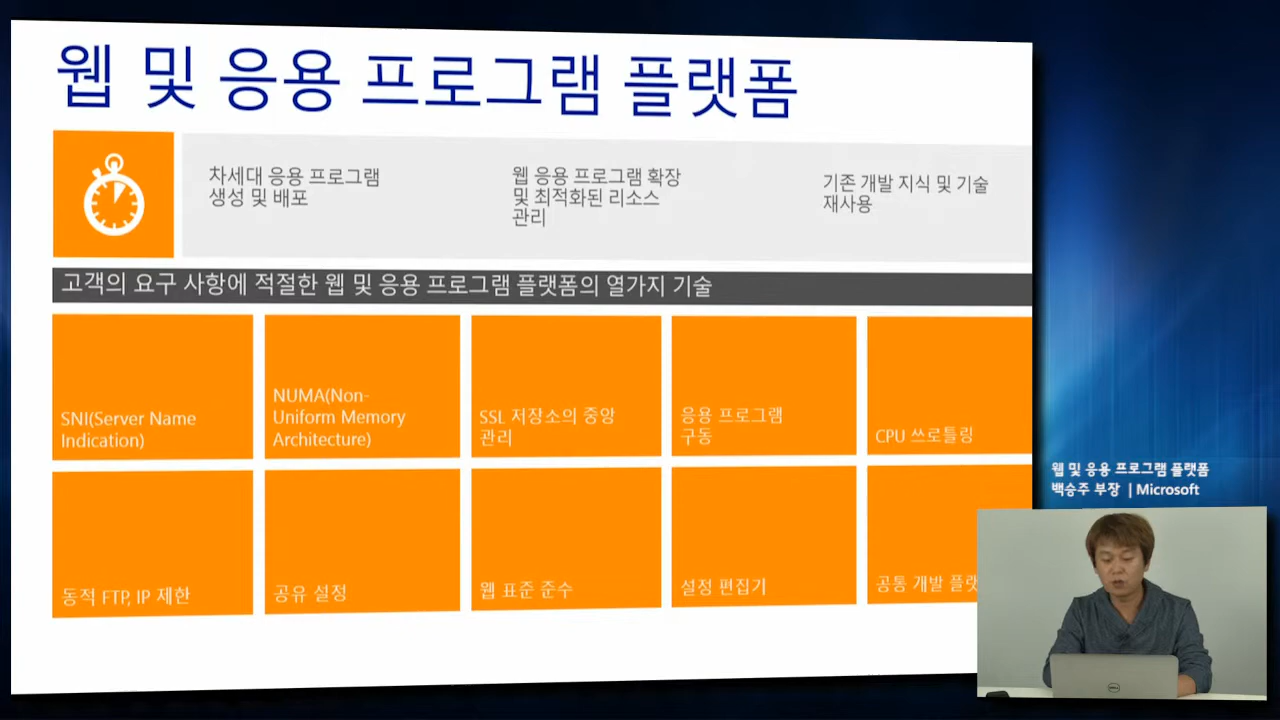 웹 및 응용 프로그램 플랫폼
차세대 응용 프로그램
생성 및 배포
웹 응용 프로그램 확장
및 최적화된 리소스
관리
기존 개발 지식 및 기술
재사용
고객의 요구 사항에 적절한 웹 및 응용 프로그램 플랫폼의 열가지 기술
SNI(Server Name
Indication)
NUMA(Non-
Uniform Memory
Architecture)
SSL 저장소의 중앙
관리
응용 프로그램
구동
CPU 쓰로틀링
동적 FTP, IP 제한
공유 설정
웹 표준 준수
설정 편집기
공통 개발
웹 및 응용 프로그램 플랫폼
백승주 부장 | Microsoft
DELL